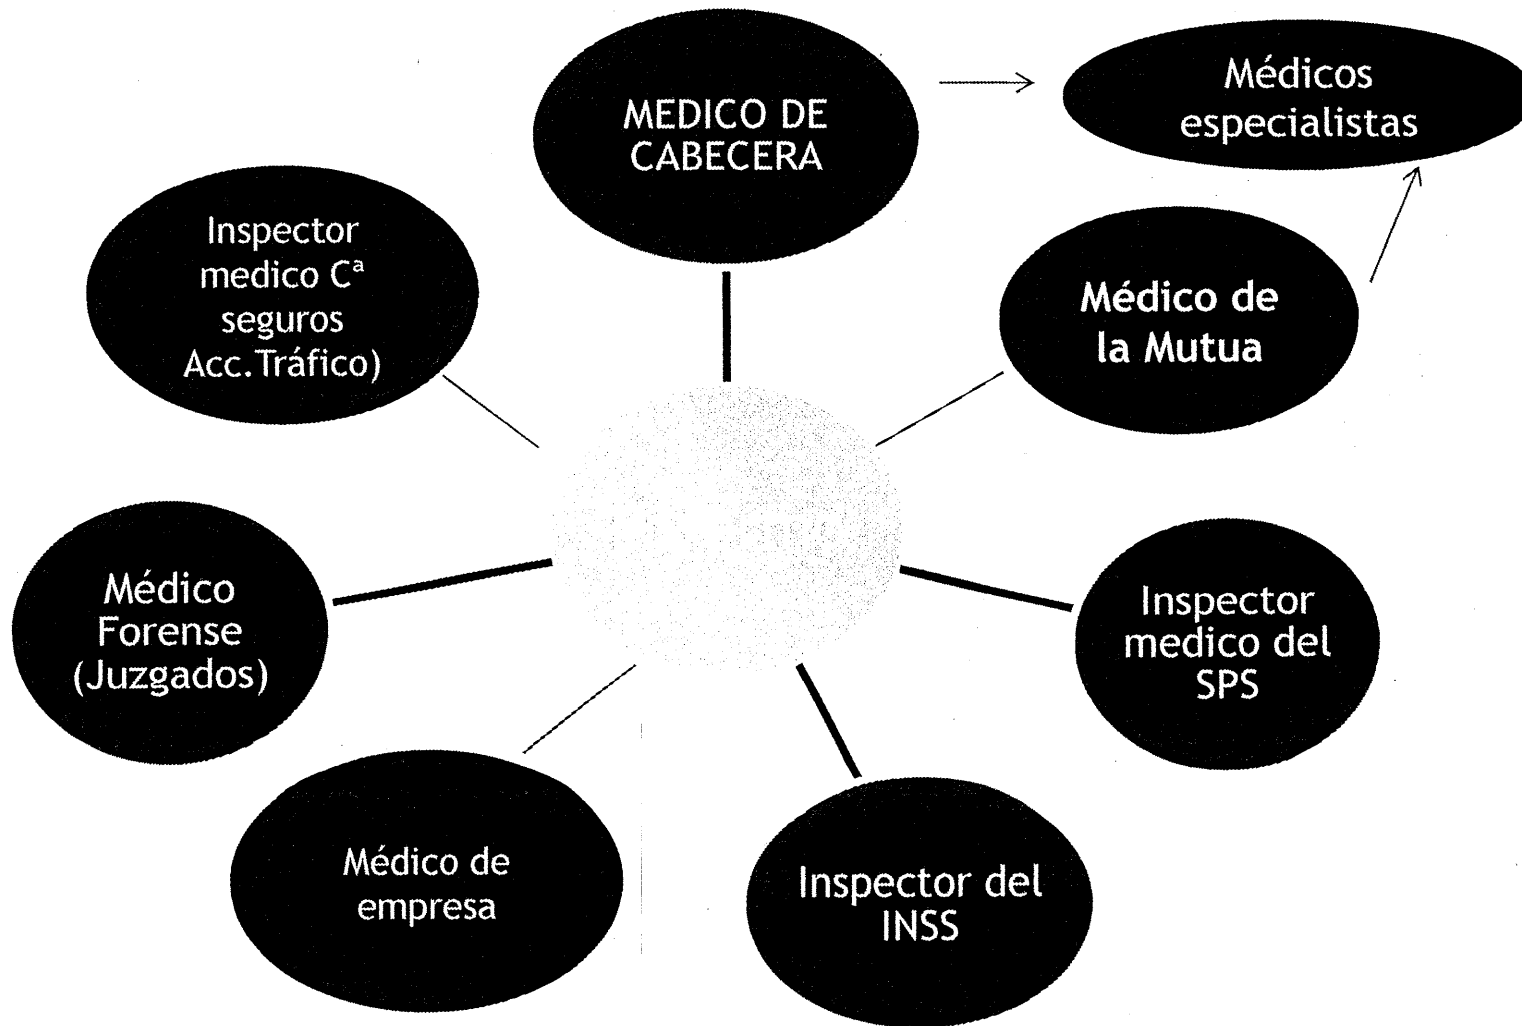 MEDICO DE
CABECERA
Médicos
especialistas
Inspector
medico Cª
seguros
Acc.Tráfico)
Médico de
la Mutua
Médico
Forense
(Juzgados)
Inspector
medico del
SPS
Médico de
empresa
Inspector del
INSS